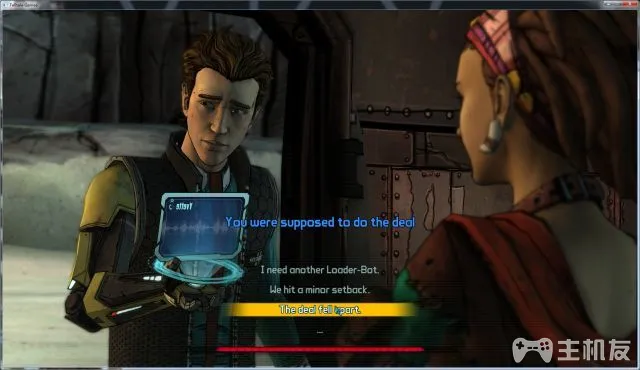 Telltale Games
Yvette
You were supposed to do the deal
I need another Loader-Bot.
We hit a minor setback.
The deal fell apart.
...
主机友